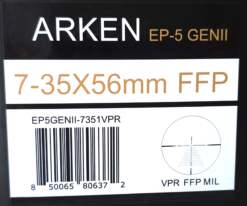 ARKEN EP-5 GENII
7-35X56mm FFP
EP5GENII-7351VPR
8 50065 80637 2
VPR FFP MIL